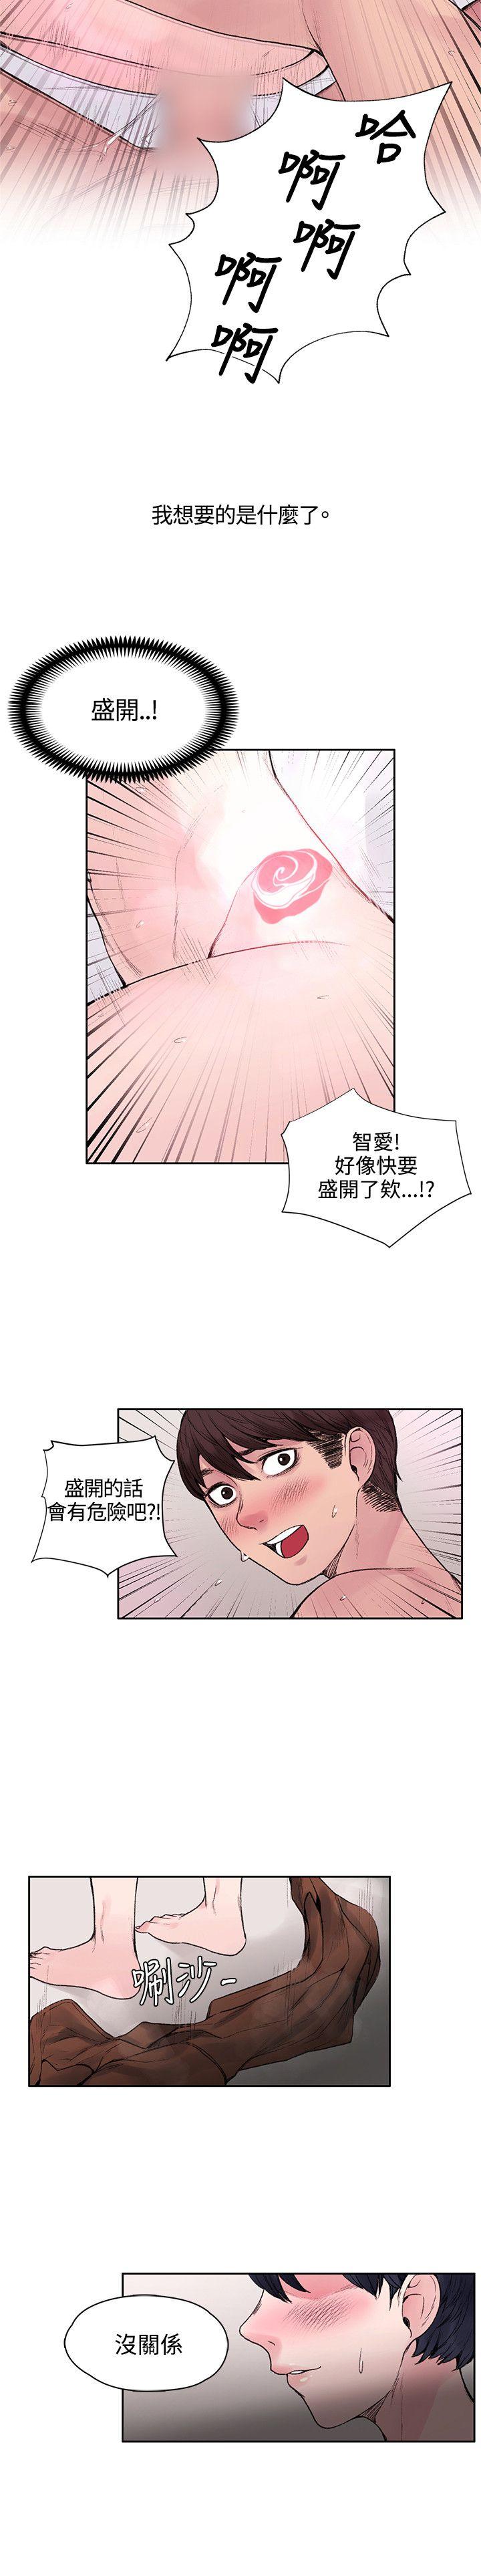 哈
啊啊
啊啊
我想要的是什麼了。
盛開..!
智愛!
好像快要
盛開了欸...!?
盛開的話
會有危險吧?!
唰沙-
沒關係